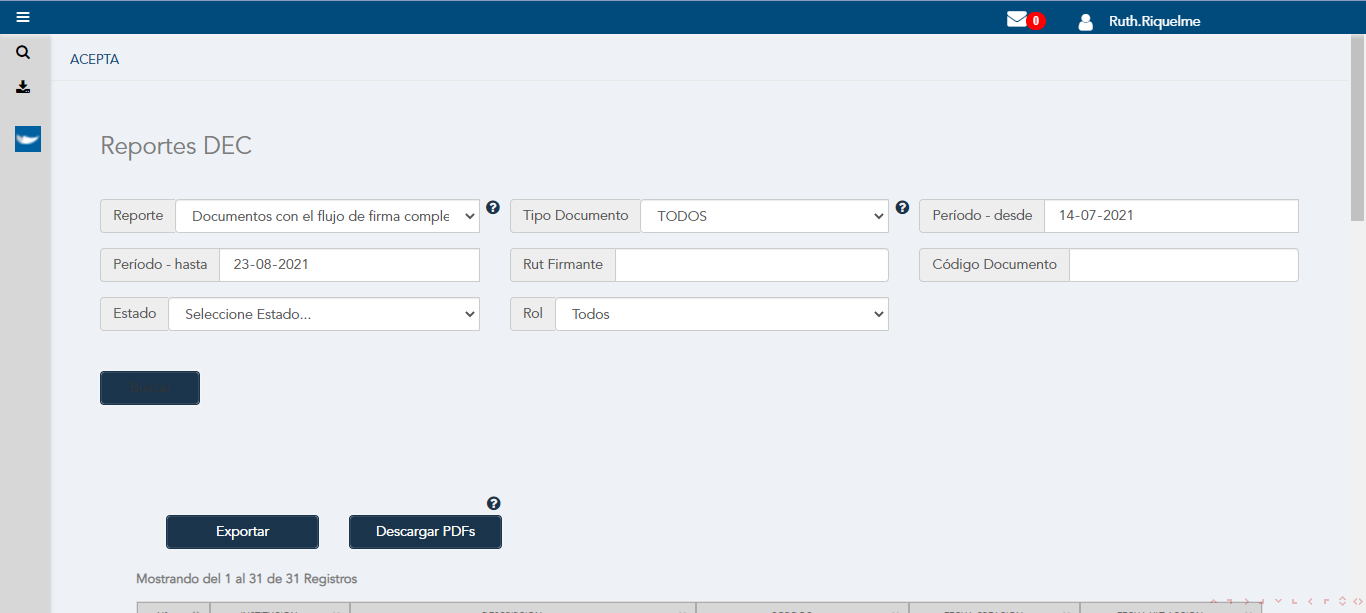 0 Ruth.Riquelme
ACEPTA
Reportes DEC
Reporte Documentos con el flujo de firma comple Tipo Documento TODOS Período - desde 14-07-2021
Período - hasta 23-08-2021 Rut Firmante Código Documento
Estado Seleccione Estado... Rol Todos
Exportar Descargar PDFs
Mostrando del 1 al 31 de 31 Registros